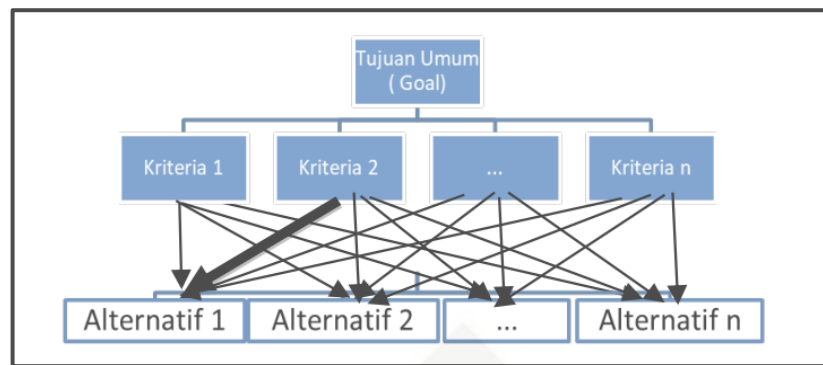 Tujuan Umum
( Goal)
Kriteria 1
Kriteria 2
...
Kriteria n
Alternatif 1
Alternatif 2
...
Alternatif n